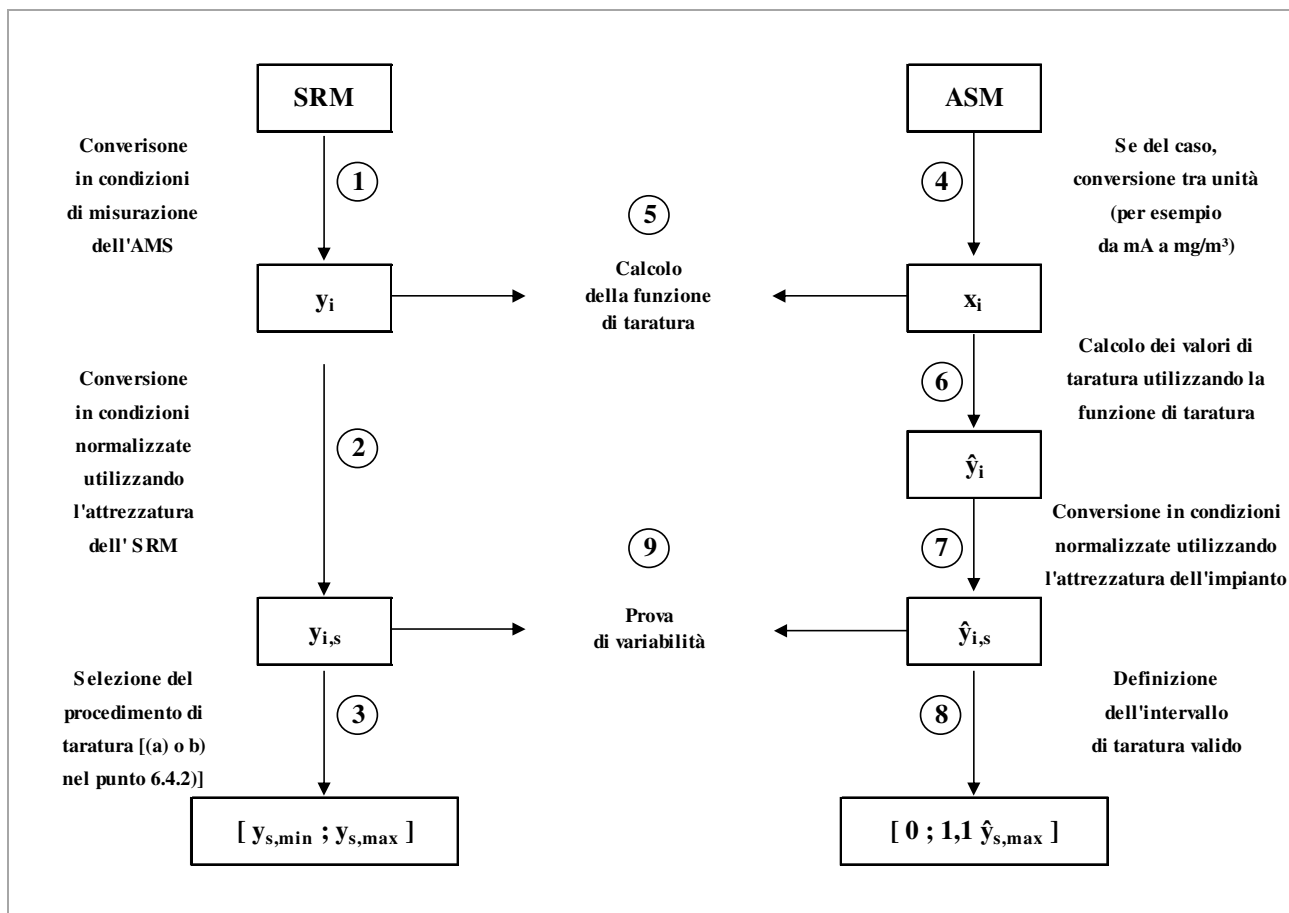 SRM
ASM
Converisone
in condizioni
di misurazione
dell'AMS
1
4
Se del caso,
conversione tra unità
(per esempio
da mA a mg/m³)
5
Calcolo
della funzione
di taratura
yi
xi
Conversione
in condizioni
normalizzate
utilizzando
l'attrezzatura
dell' SRM
2
6
Calcolo dei valori di
taratura utilizzando la
funzione di taratura
ŷi
7
Conversione in condizioni
normalizzate utilizzando
l'attrezzatura dell'impianto
9
Prova
di variabilità
yi,s
ŷi,s
Selezione del
procedimento di
taratura [(a) o b)
nel punto 6.4.2)]
3
8
Definizione
dell'intervallo
di taratura valido
[ ys,min ; ys,max ]
[ 0 ; 1,1 ŷs,max ]